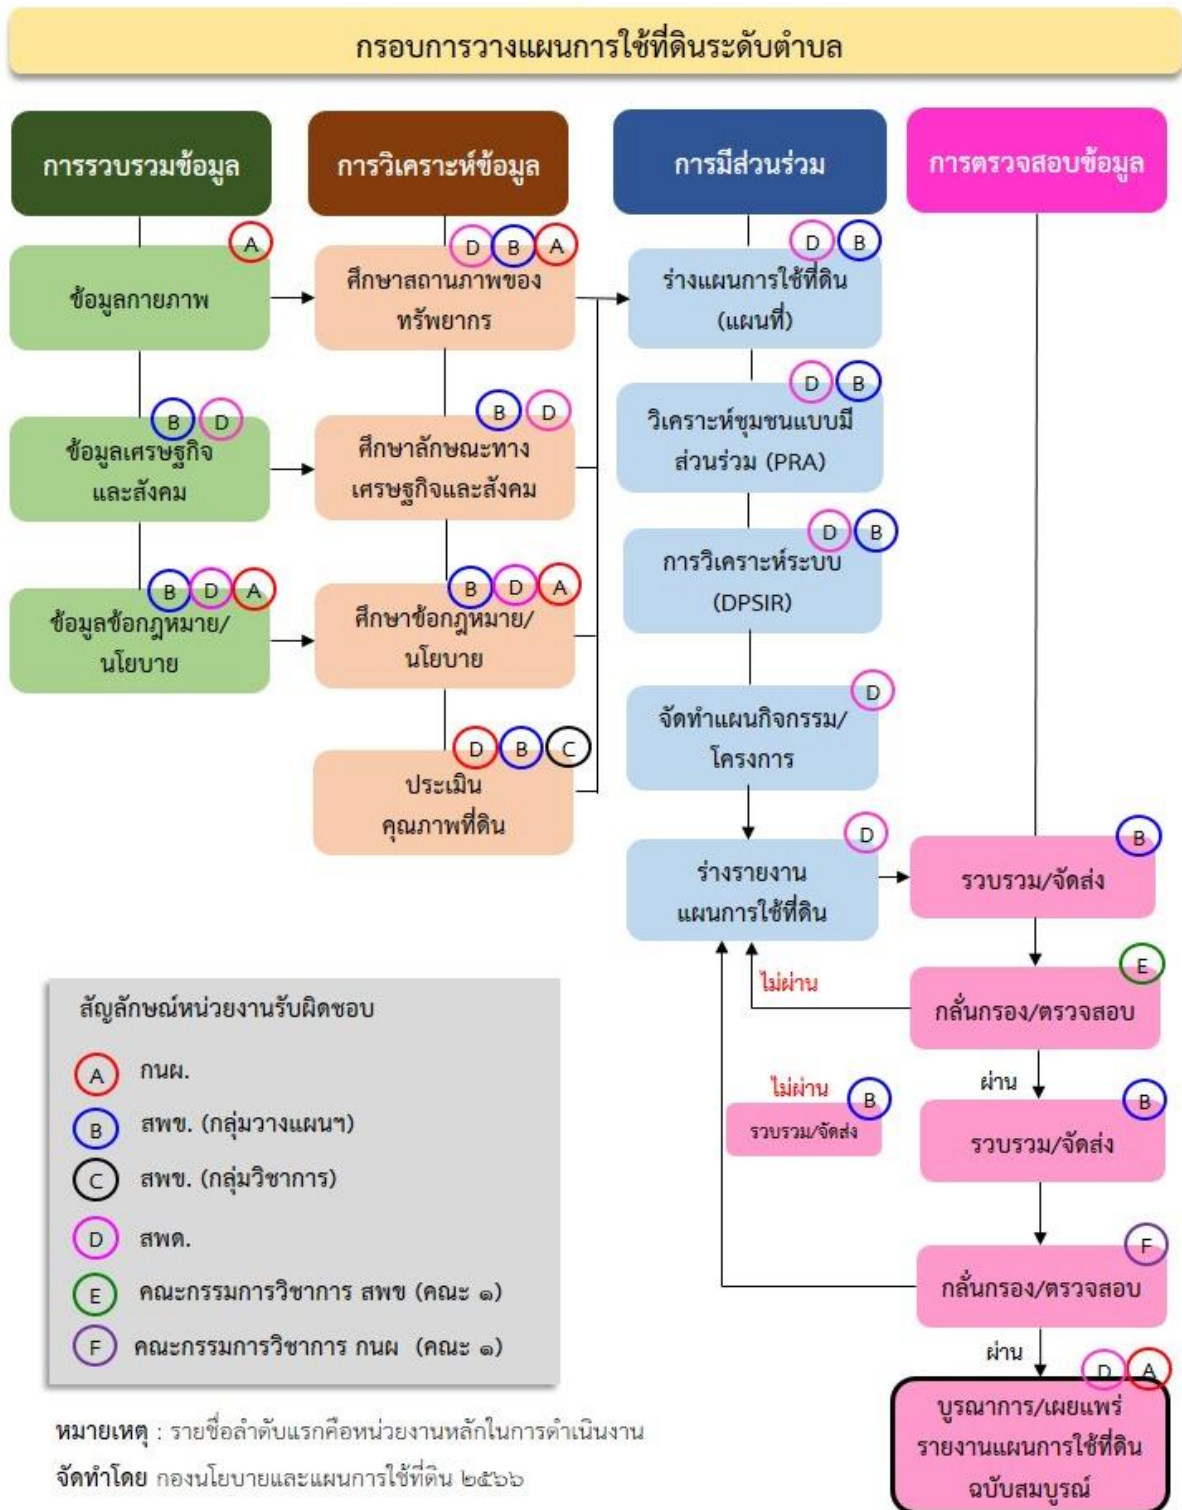 กรอบการวางแผนการใช้ที่ดินระดับตำบล
การรวบรวมข้อมูล
การวิเคราะห์ข้อมูล
การมีส่วนร่วม
การตรวจสอบข้อมูล
A
ข้อมูลกายภาพ
D B A
ศึกษาสถานภาพของ
ทรัพยากร
D B
ร่างแผนการใช้ที่ดิน
(แผนที่)
B D
ข้อมูลเศรษฐกิจ
และสังคม
B D
ศึกษาลักษณะทาง
เศรษฐกิจและสังคม
D B
วิเคราะห์ชุมชนแบบมี
ส่วนร่วม (PRA)
B D A
ข้อมูลข้อกฎหมาย/
นโยบาย
B D A
ศึกษาข้อกฎหมาย/
นโยบาย
D B
การวิเคราะห์ระบบ
(DPSIR)
D B C
ประเมิน
คุณภาพที่ดิน
D
จัดทำแผนกิจกรรม/
โครงการ
D
ร่างรายงาน
แผนการใช้ที่ดิน
B
รวบรวม/จัดส่ง
E
กลั่นกรอง/ตรวจสอบ
ไม่ผ่าน
ผ่าน
B
รวบรวม/จัดส่ง
ไม่ผ่าน
B
รวบรวม/จัดส่ง
F
กลั่นกรอง/ตรวจสอบ
ผ่าน
D A
บูรณาการ/เผยแพร่
รายงานแผนการใช้ที่ดิน
ฉบับสมบูรณ์
สัญลักษณ์หน่วยงานรับผิดชอบ
A กนผ.
B สพข. (กลุ่มวางแผนฯ)
C สพข. (กลุ่มวิชาการ)
D สพด.
E คณะกรรมการวิชาการ สพข (คณะ ๑)
F คณะกรรมการวิชาการ กนผ (คณะ ๑)
หมายเหตุ : รายชื่อลำดับแรกคือหน่วยงานหลักในการดำเนินงาน
จัดทำโดย กองนโยบายและแผนการใช้ที่ดิน ๒๕๖๖